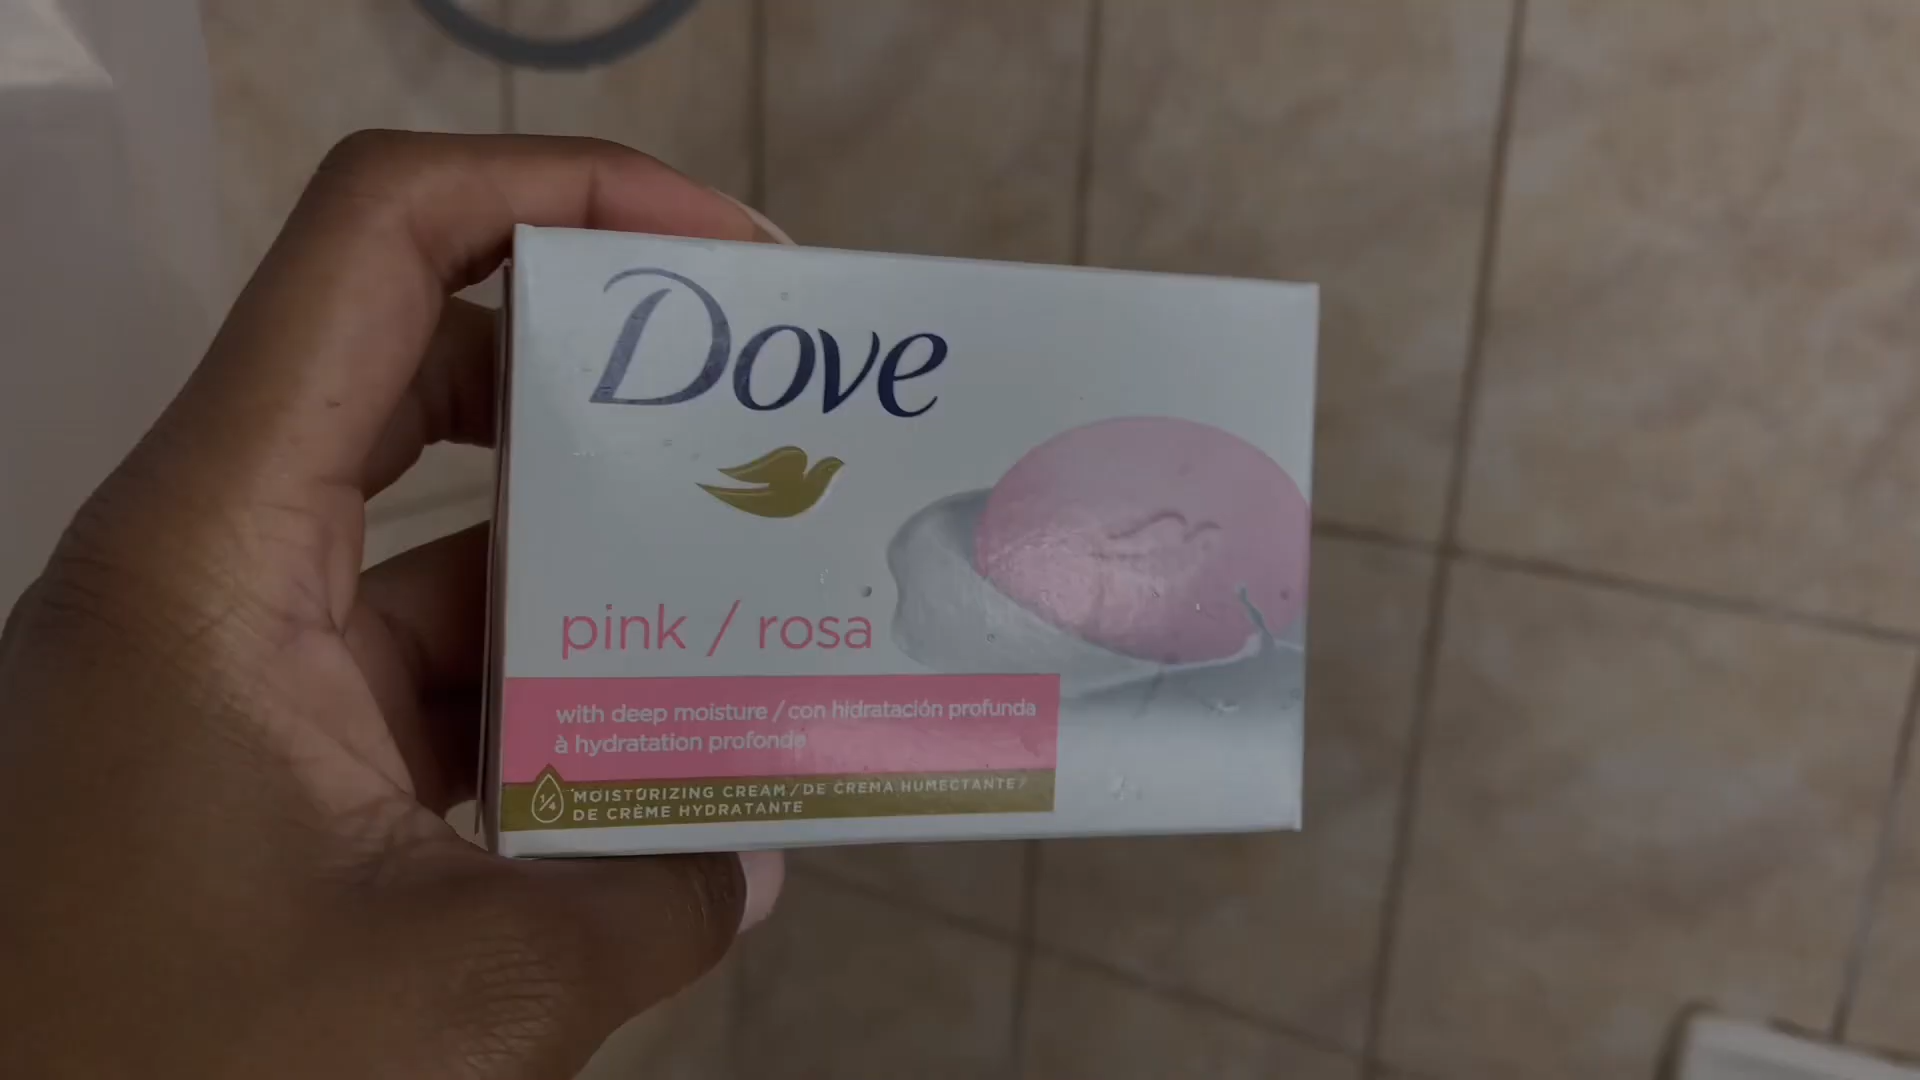 Dove
pink / rosa
with deep moisture / con hidratación profunda
à hydratation profonde
1/4
MOISTURIZING CREAM / DE CREMA HUMECTANTE /
DE CRÈME HYDRATANTE